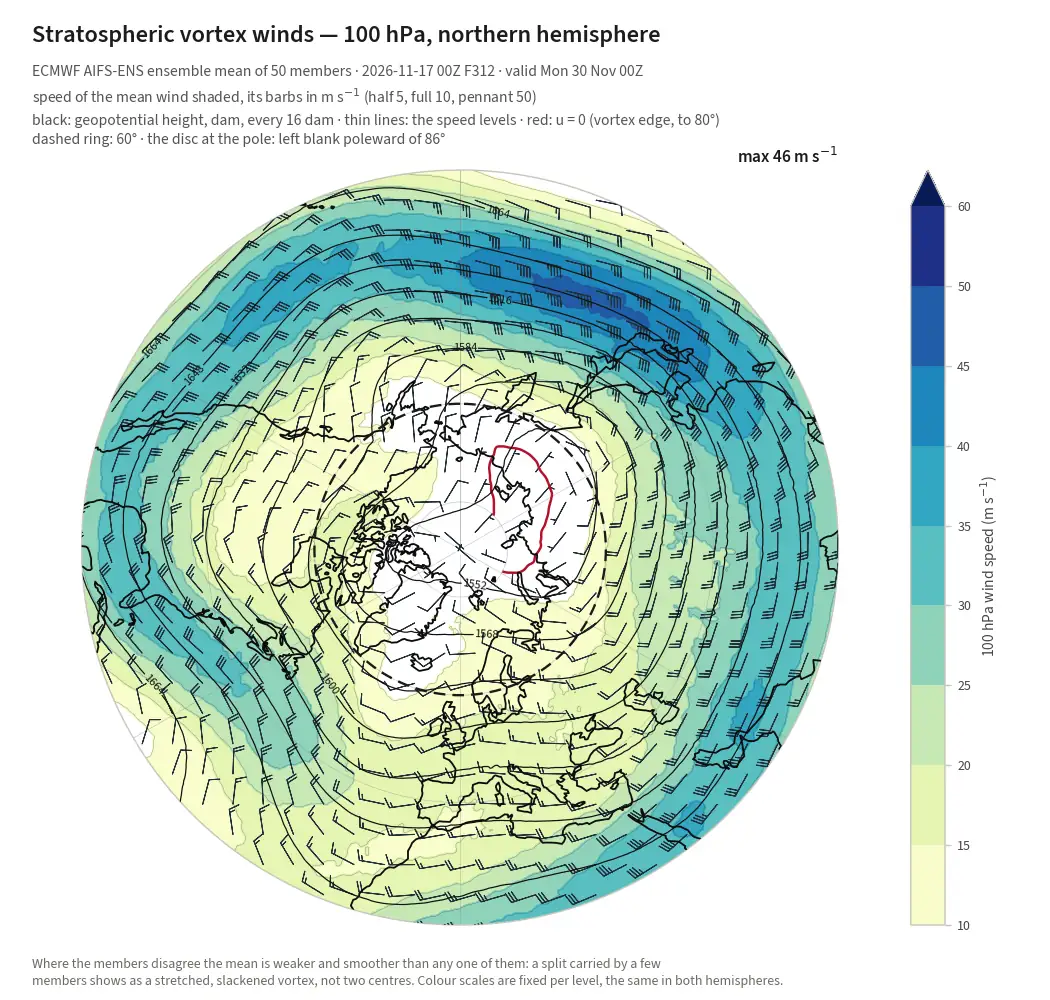 Stratospheric vortex winds — 100 hPa, northern hemisphere
ECMWF AIFS-ENS ensemble mean of 50 members · 2026-11-17 00Z F312 · valid Mon 30 Nov 00Z
speed of the mean wind shaded, its barbs in m s⁻¹ (half 5, full 10, pennant 50)
black: geopotential height, dam, every 16 dam · thin lines: the speed levels · red: u = 0 (vortex edge, to 80°)
dashed ring: 60° · the disc at the pole: left blank poleward of 86°
max 46 m s⁻¹
1664
1616
1584
1664
1648
1632
1552
1568
1600
1664
60
50
45
40
35
30
25
20
15
10
100 hPa wind speed (m s⁻¹)
Where the members disagree the mean is weaker and smoother than any one of them: a split carried by a few
members shows as a stretched, slackened vortex, not two centres. Colour scales are fixed per level, the same in both hemispheres.